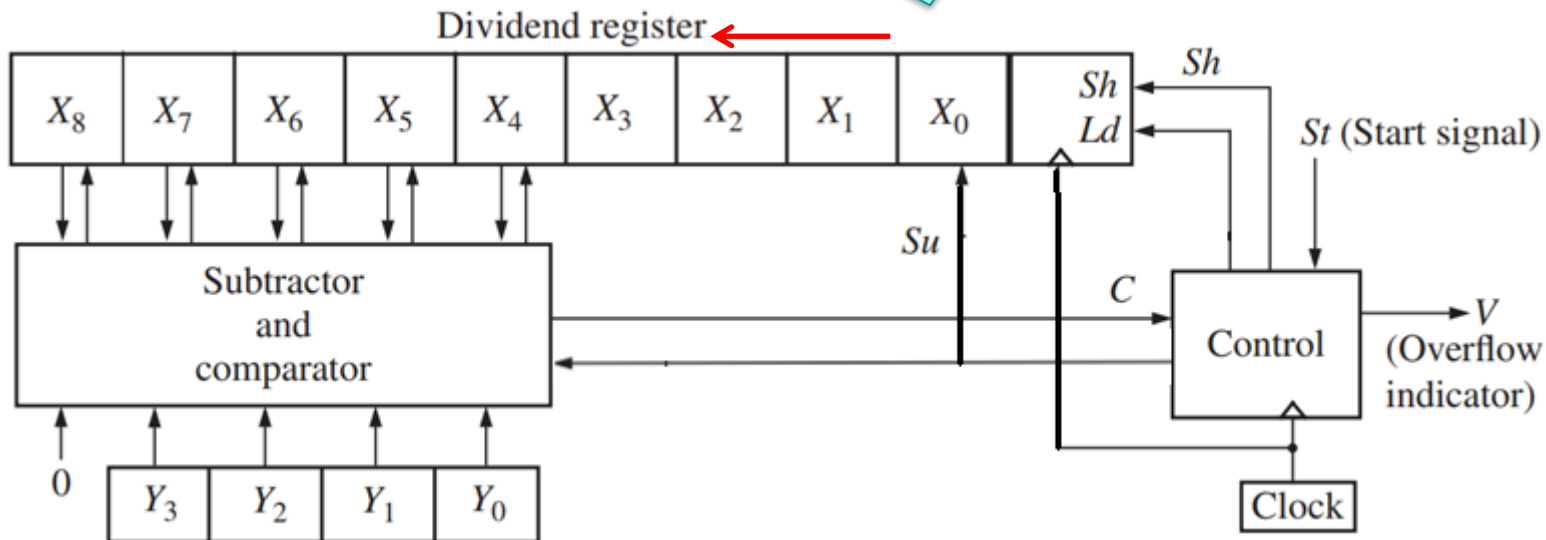 Dividend register
X₈ X₇ X₆ X₅ X₄ X₃ X₂ X₁ X₀ Sh
Ld
Sh
St (Start signal)
Su
C
Subtractor
and
comparator
Control
V
(Overflow
indicator)
0
Y₃ Y₂ Y₁ Y₀
Clock